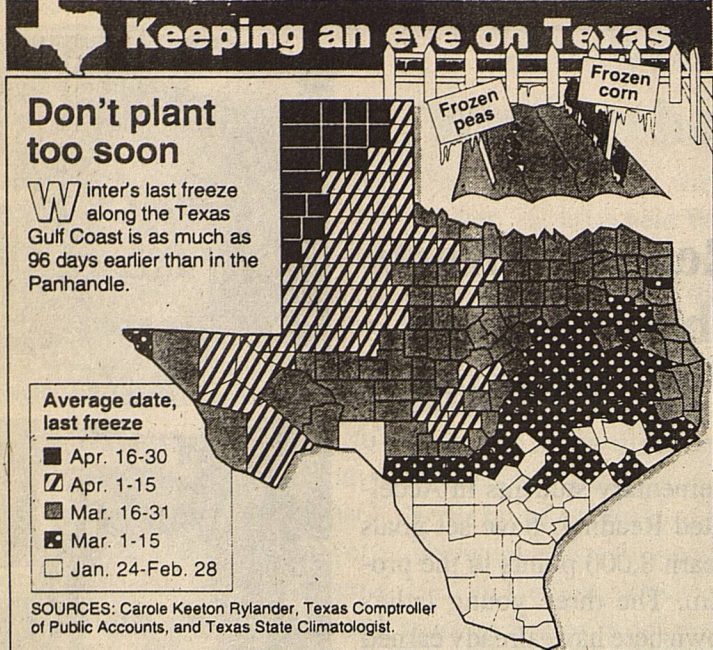 Keeping an eye on Texas
Frozen
peas
Frozen
corn
Don't plant
too soon
Winter's last freeze
along the Texas
Gulf Coast is as much as
96 days earlier than in the
Panhandle.
Average date,
last freeze
Apr. 16-30
Apr. 1-15
Mar. 16-31
Mar. 1-15
Jan. 24-Feb. 28
SOURCES: Carole Keeton Rylander, Texas Comptroller
of Public Accounts, and Texas State Climatologist.